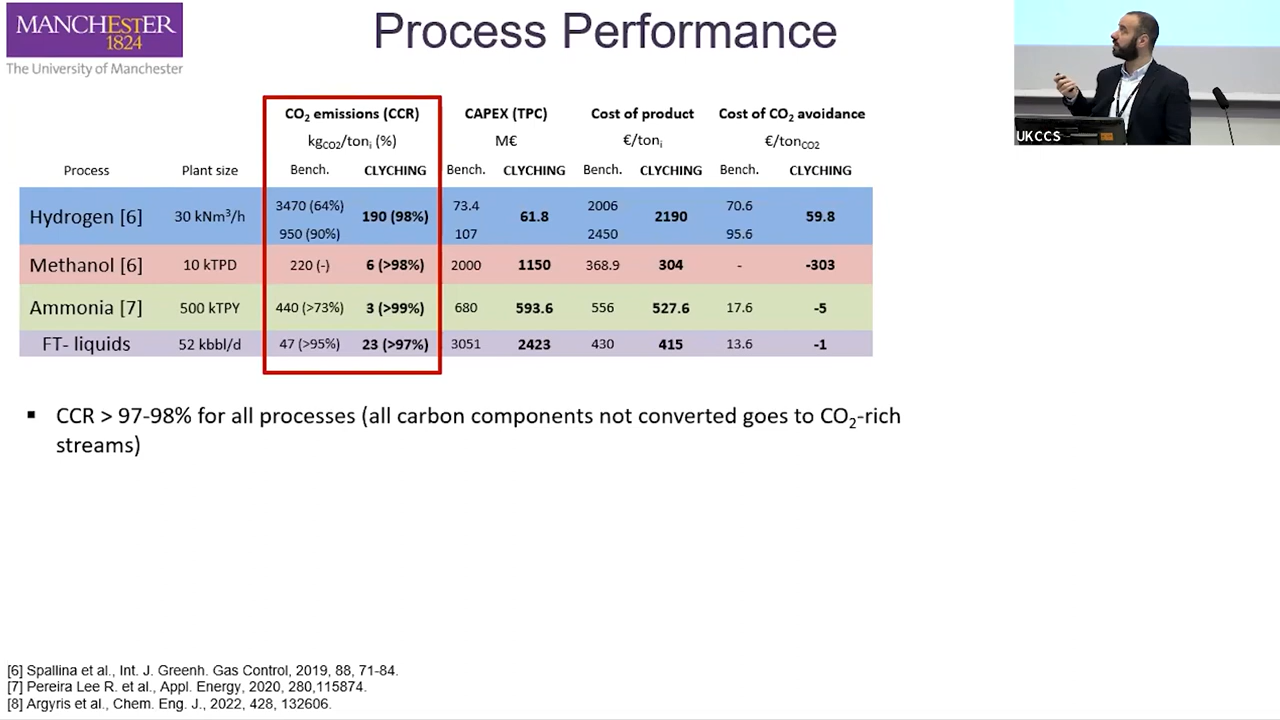 MANCHESTER
1824
The University of Manchester
Process Performance
UKCCS
CO₂ emissions (CCR) CAPEX (TPC) Cost of product Cost of CO₂ avoidance
kgCO2/toni (%) M€ €/toni €/tonCO2
Process Plant size Bench. CLYCHING Bench. CLYCHING Bench. CLYCHING Bench. CLYCHING
Hydrogen [6] 30 kNm³/h 3470 (64%) 190 (98%) 73.4 61.8 2006 2190 70.6 59.8
950 (90%) 107 2450 95.6
Methanol [6] 10 kTPD 220 (-) 6 (>98%) 2000 1150 368.9 304 - -303
Ammonia [7] 500 kTPY 440 (>73%) 3 (>99%) 680 593.6 556 527.6 17.6 -5
FT- liquids 52 kbbl/d 47 (>95%) 23 (>97%) 3051 2423 430 415 13.6 -1
▪ CCR > 97-98% for all processes (all carbon components not converted goes to CO₂-rich
streams)
[6] Spallina et al., Int. J. Greenh. Gas Control, 2019, 88, 71-84.
[7] Pereira Lee R. et al., Appl. Energy, 2020, 280,115874.
[8] Argyris et al., Chem. Eng. J., 2022, 428, 132606.